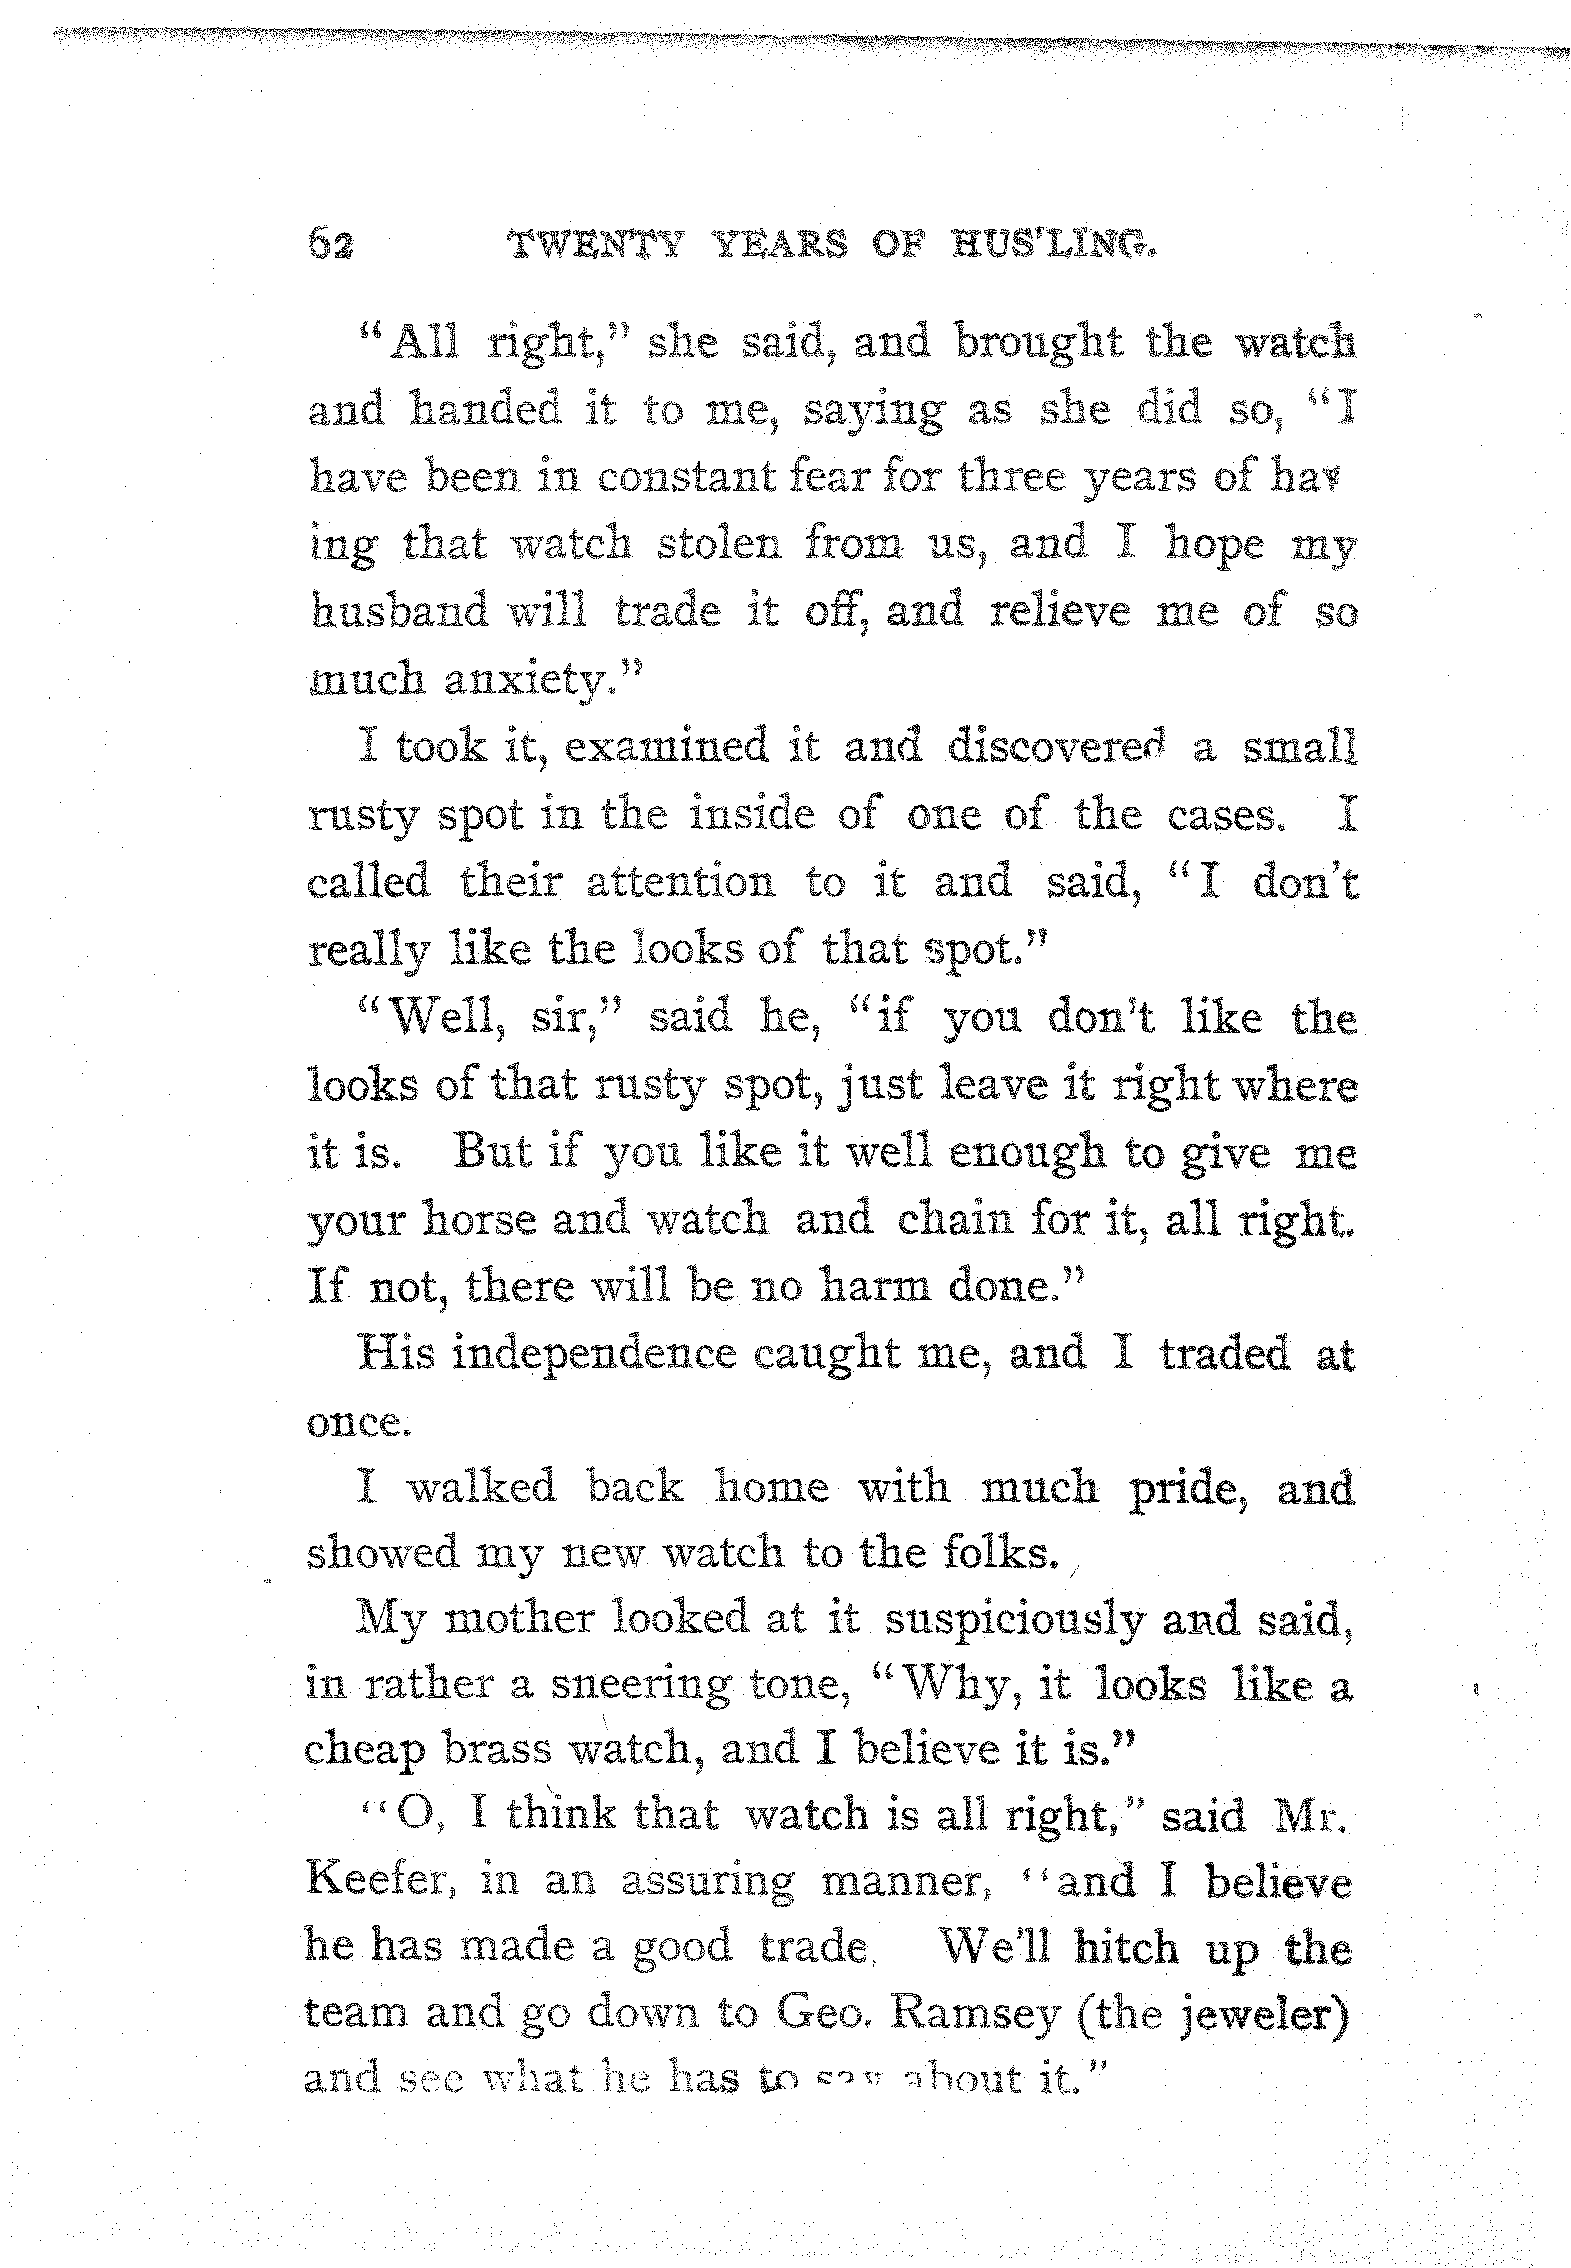 62 TWENTY YEARS OF HUS'LING.
"All right," she said, and brought the watch
and handed it to me, saying as she did so, "I
have been in constant fear for three years of hav
ing that watch stolen from us, and I hope my
husband will trade it off, and relieve me of so
much anxiety."
I took it, examined it and discovered a small
rusty spot in the inside of one of the cases. I
called their attention to it and said, "I don't
really like the looks of that spot."
"Well, sir," said he, "if you don't like the
looks of that rusty spot, just leave it right where
it is. But if you like it well enough to give me
your horse and watch and chain for it, all right.
If not, there will be no harm done."
His independence caught me, and I traded at
once.
I walked back home with much pride, and
showed my new watch to the folks.
My mother looked at it suspiciously and said,
in rather a sneering tone, "Why, it looks like a
cheap brass watch, and I believe it is."
"O, I think that watch is all right," said Mr.
Keefer, in an assuring manner, "and I believe
he has made a good trade. We'll hitch up the
team and go down to Geo. Ramsey (the jeweler)
and see what he has to say about it."